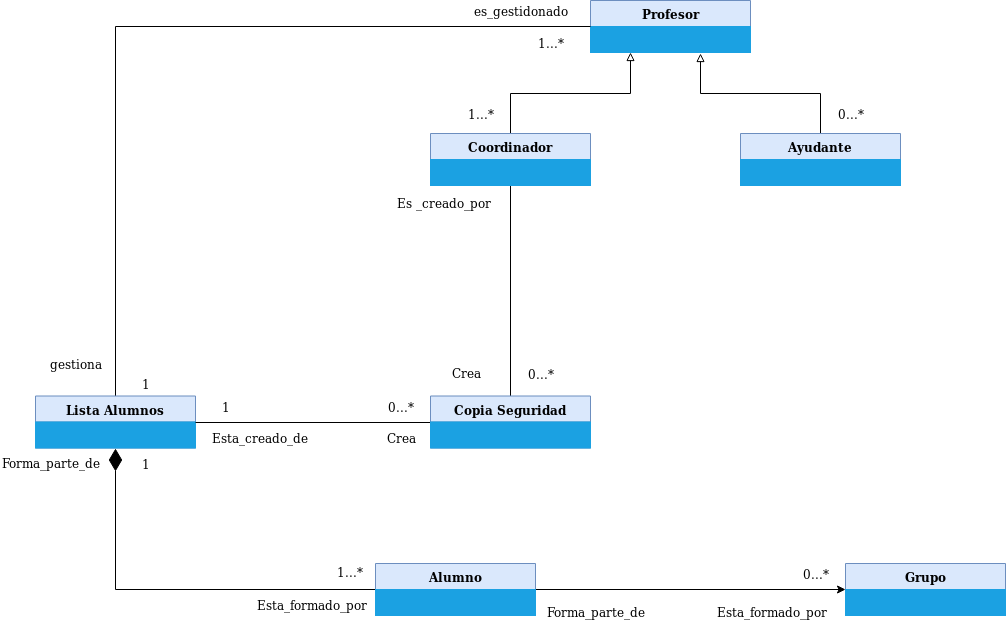 es_gestidonado
Profesor
1...*
1...*
0...*
Coordinador
Ayudante
Es _creado_por
gestiona
Crea
0...*
1
Lista Alumnos
1
0...*
Copia Seguridad
Esta_creado_de
Crea
Forma_parte_de
1
1...*
Alumno
0...*
Grupo
Esta_formado_por
Forma_parte_de
Esta_formado_por